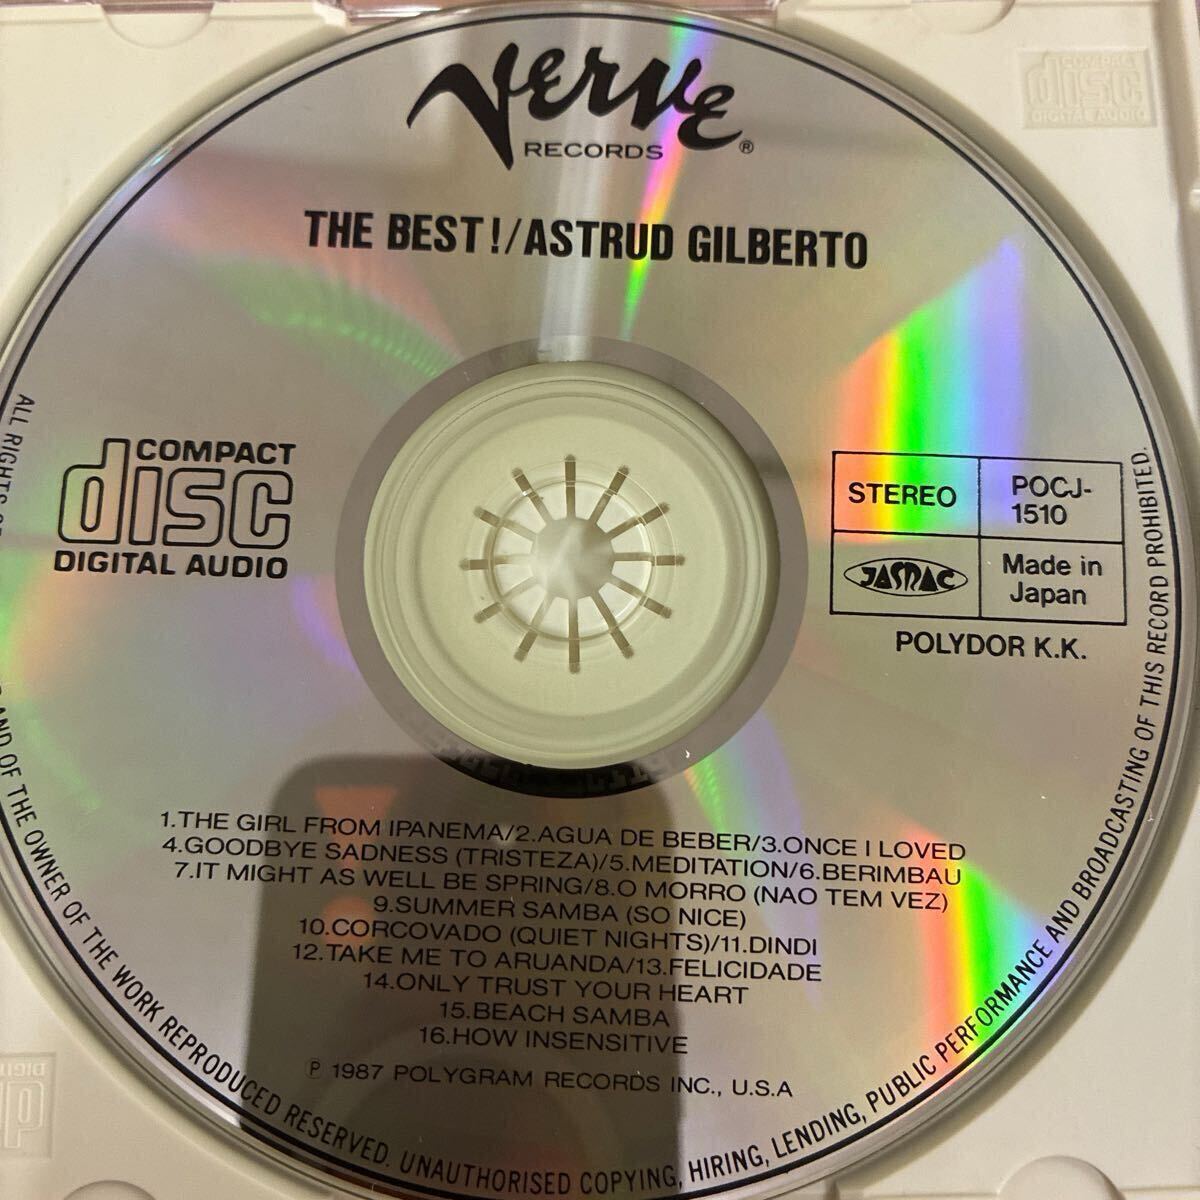 Verve
RECORDS ®
THE BEST!/ASTRUD GILBERTO
COMPACT
disc
DIGITAL AUDIO
STEREO
POCJ-
1510
JASRAC
Made in
Japan
POLYDOR K.K.
1.THE GIRL FROM IPANEMA/2.AGUA DE BEBER/3.ONCE I LOVED
4.GOODBYE SADNESS (TRISTEZA)/5.MEDITATION/6.BERIMBAU
7.IT MIGHT AS WELL BE SPRING/8.O MORRO (NAO TEM VEZ)
9.SUMMER SAMBA (SO NICE)
10.CORCOVADO (QUIET NIGHTS)/11.DINDI
12.TAKE ME TO ARUANDA/13.FELICIDADE
14.ONLY TRUST YOUR HEART
15.BEACH SAMBA
16.HOW INSENSITIVE
℗ 1987 POLYGRAM RECORDS INC., U.S.A
ALL RIGHTS AND OF THE OWNER OF THE WORK REPRODUCED RESERVED. UNAUTHORISED COPYING, HIRING, LENDING, PUBLIC PERFORMANCE AND BROADCASTING OF THIS RECORD PROHIBITED.
COMPACT
disc
DIGITAL AUDIO